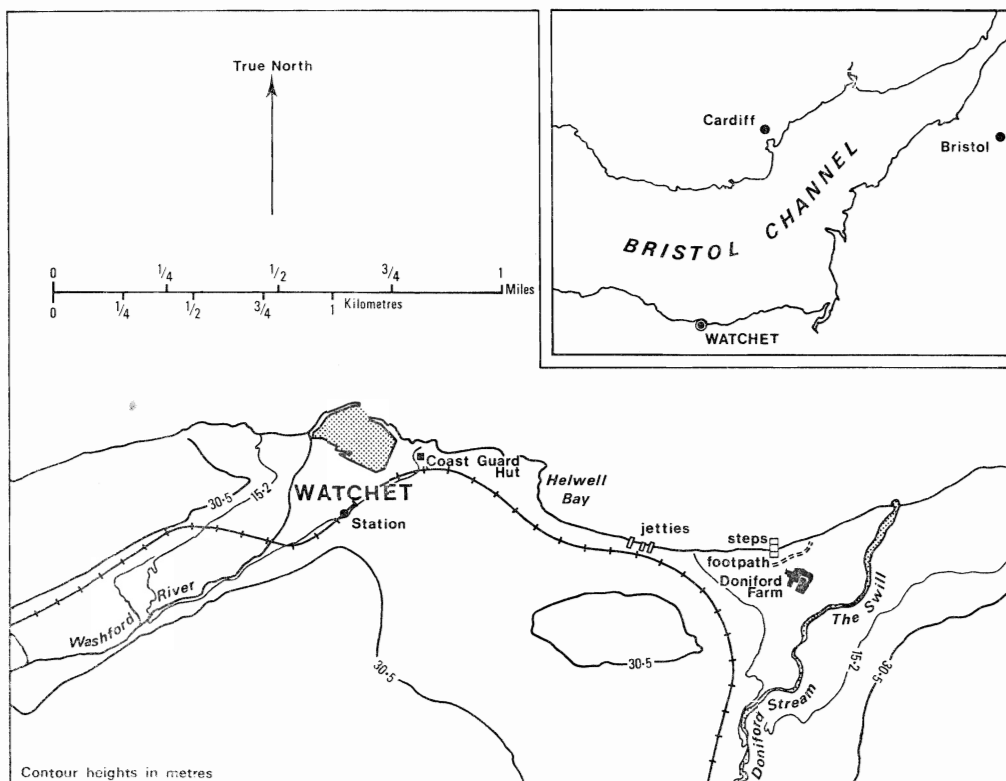 True North
0 1/4 1/2 3/4 1 Miles
0 1/4 1/2 3/4 1 Kilometres
Cardiff
Bristol
BRISTOL CHANNEL
WATCHET
Coast Guard
Hut
Helwell
Bay
WATCHET
Station
30·5
15·2
jetties
steps
footpath
Doniford
Farm
The Swill
Washford River
30·5
30·5
15·2
30·5
Doniford Stream
Contour heights in metres